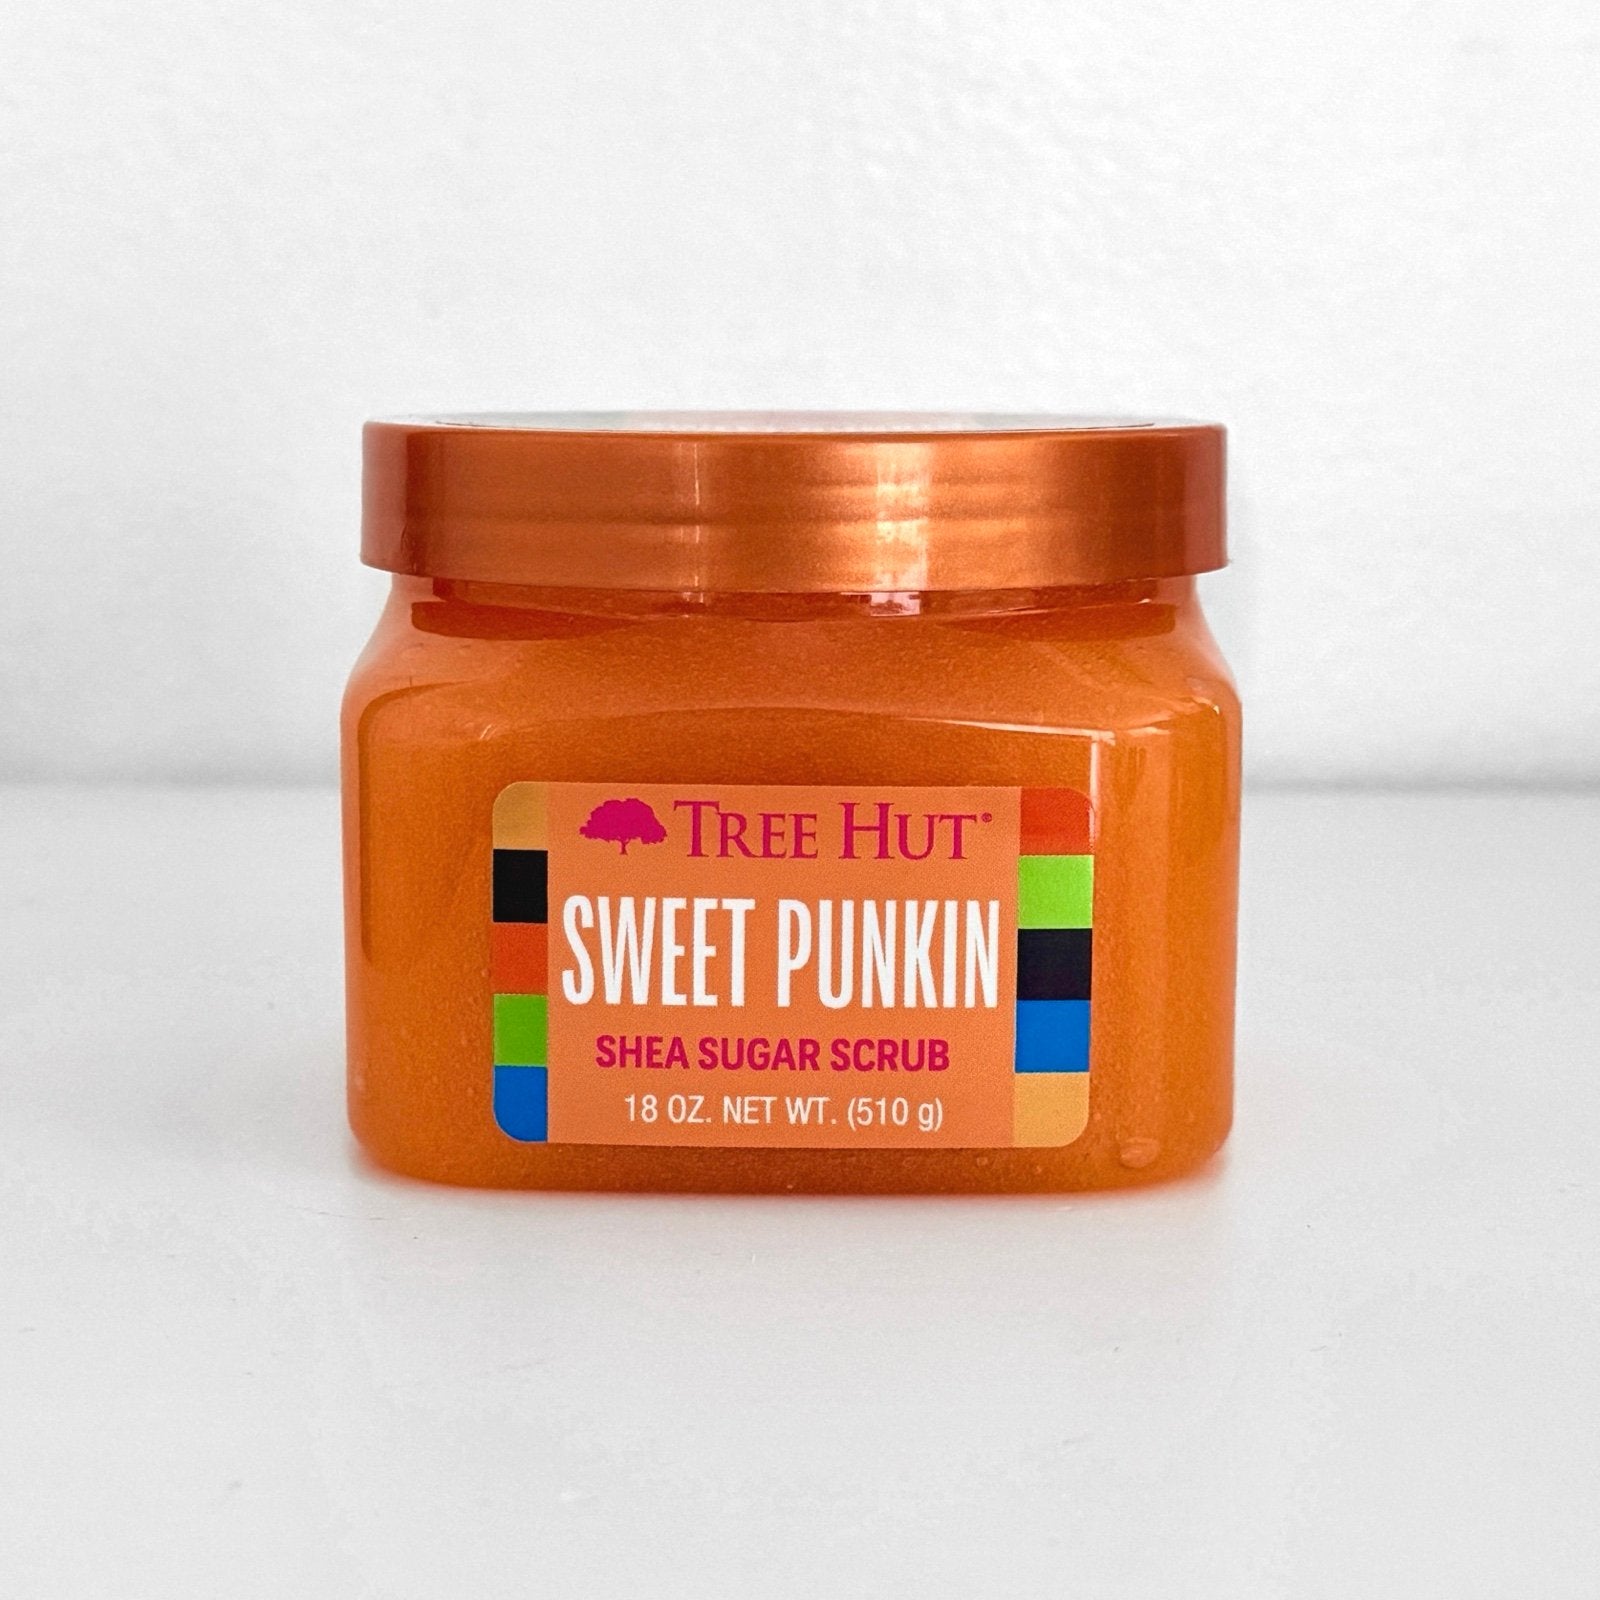 TREE HUT®
SWEET PUNKIN
SHEA SUGAR SCRUB
18 OZ. NET WT. (510 g)